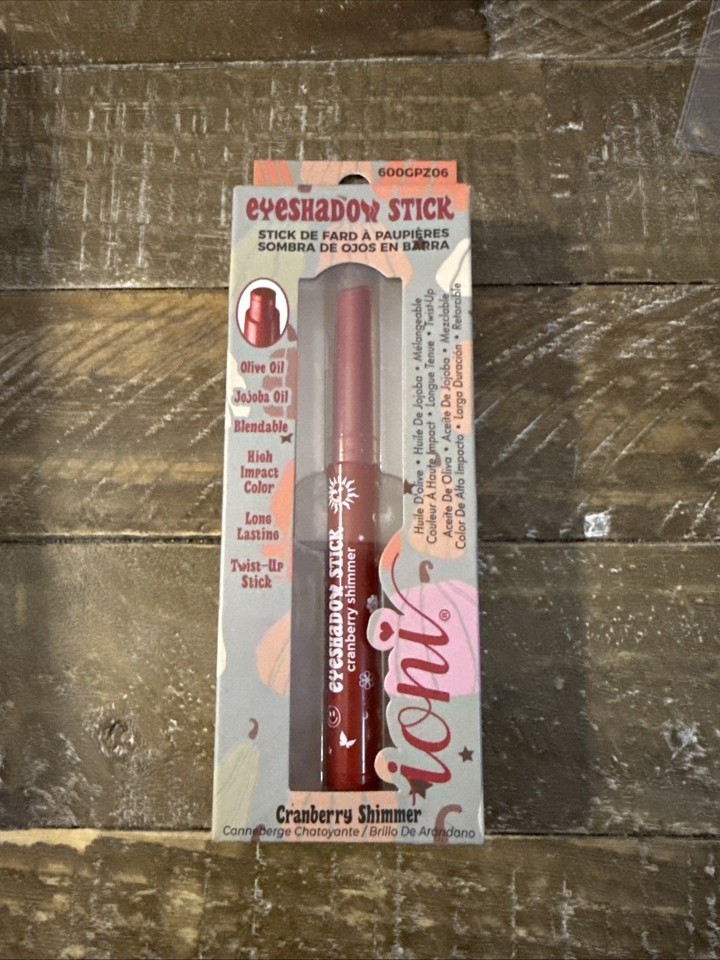 600GPZ06
eyeshadow stick
STICK DE FARD À PAUPIÈRES
SOMBRA DE OJOS EN BARRA
Olive Oil
Jojoba Oil
Blendable
High
Impact
Color
Long
Lasting
Twist-Up
Stick
Huile D'olive • Huile De Jojoba • Mélangeable
Couleur À Haute Impact • Longue Tenue • Twist-Up
Aceite De Oliva • Aceite De Jojoba • Mezclable
Color De Alto Impacto • Larga Duración • Retorcible
eyeshadow stick
cranberry shimmer
ioni®
Cranberry Shimmer
Canneberge Chatoyante / Brillo De Arandano